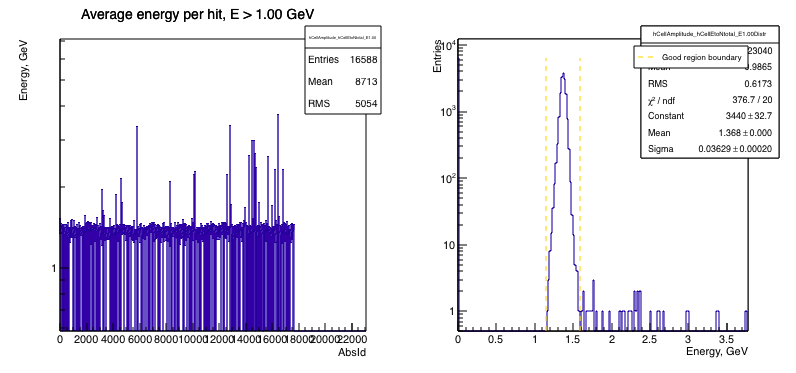 Average energy per hit, E > 1.00 GeV
Energy, GeV
hCellAmplitude_hCellEtoNtotal_E1.00
Entries 16588
Mean 8713
RMS 5054
1
0 2000 4000 6000 8000 10000 12000 14000 16000 18000 20000 22000
AbsId
Entries
hCellAmplitude_hCellEtoNtotal_E1.00Distr
23040
Good region boundary
Mean 0.9865
RMS 0.6173
χ² / ndf 376.7 / 20
Constant 3440 ± 32.7
Mean 1.368 ± 0.000
Sigma 0.03629 ± 0.00020
10⁴
10³
10²
10
1
0 0.5 1 1.5 2 2.5 3 3.5
Energy, GeV